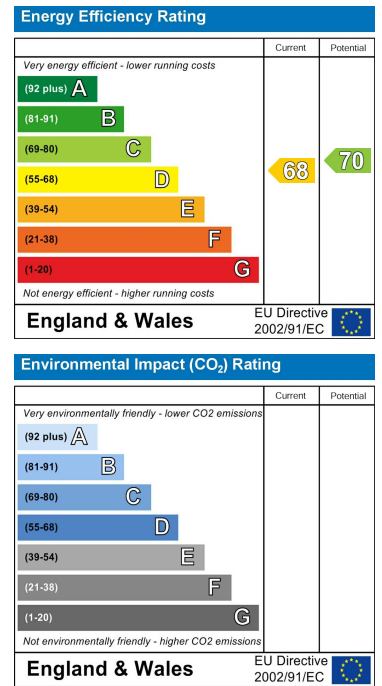 Energy Efficiency Rating
Current Potential
Very energy efficient - lower running costs
(92 plus) A
(81-91) B
(69-80) C
(55-68) D
(39-54) E
(21-38) F
(1-20) G
68
70
Not energy efficient - higher running costs
England & Wales
EU Directive
2002/91/EC
Environmental Impact (CO₂) Rating
Current Potential
Very environmentally friendly - lower CO2 emissions
(92 plus) A
(81-91) B
(69-80) C
(55-68) D
(39-54) E
(21-38) F
(1-20) G
Not environmentally friendly - higher CO2 emissions
England & Wales
EU Directive
2002/91/EC